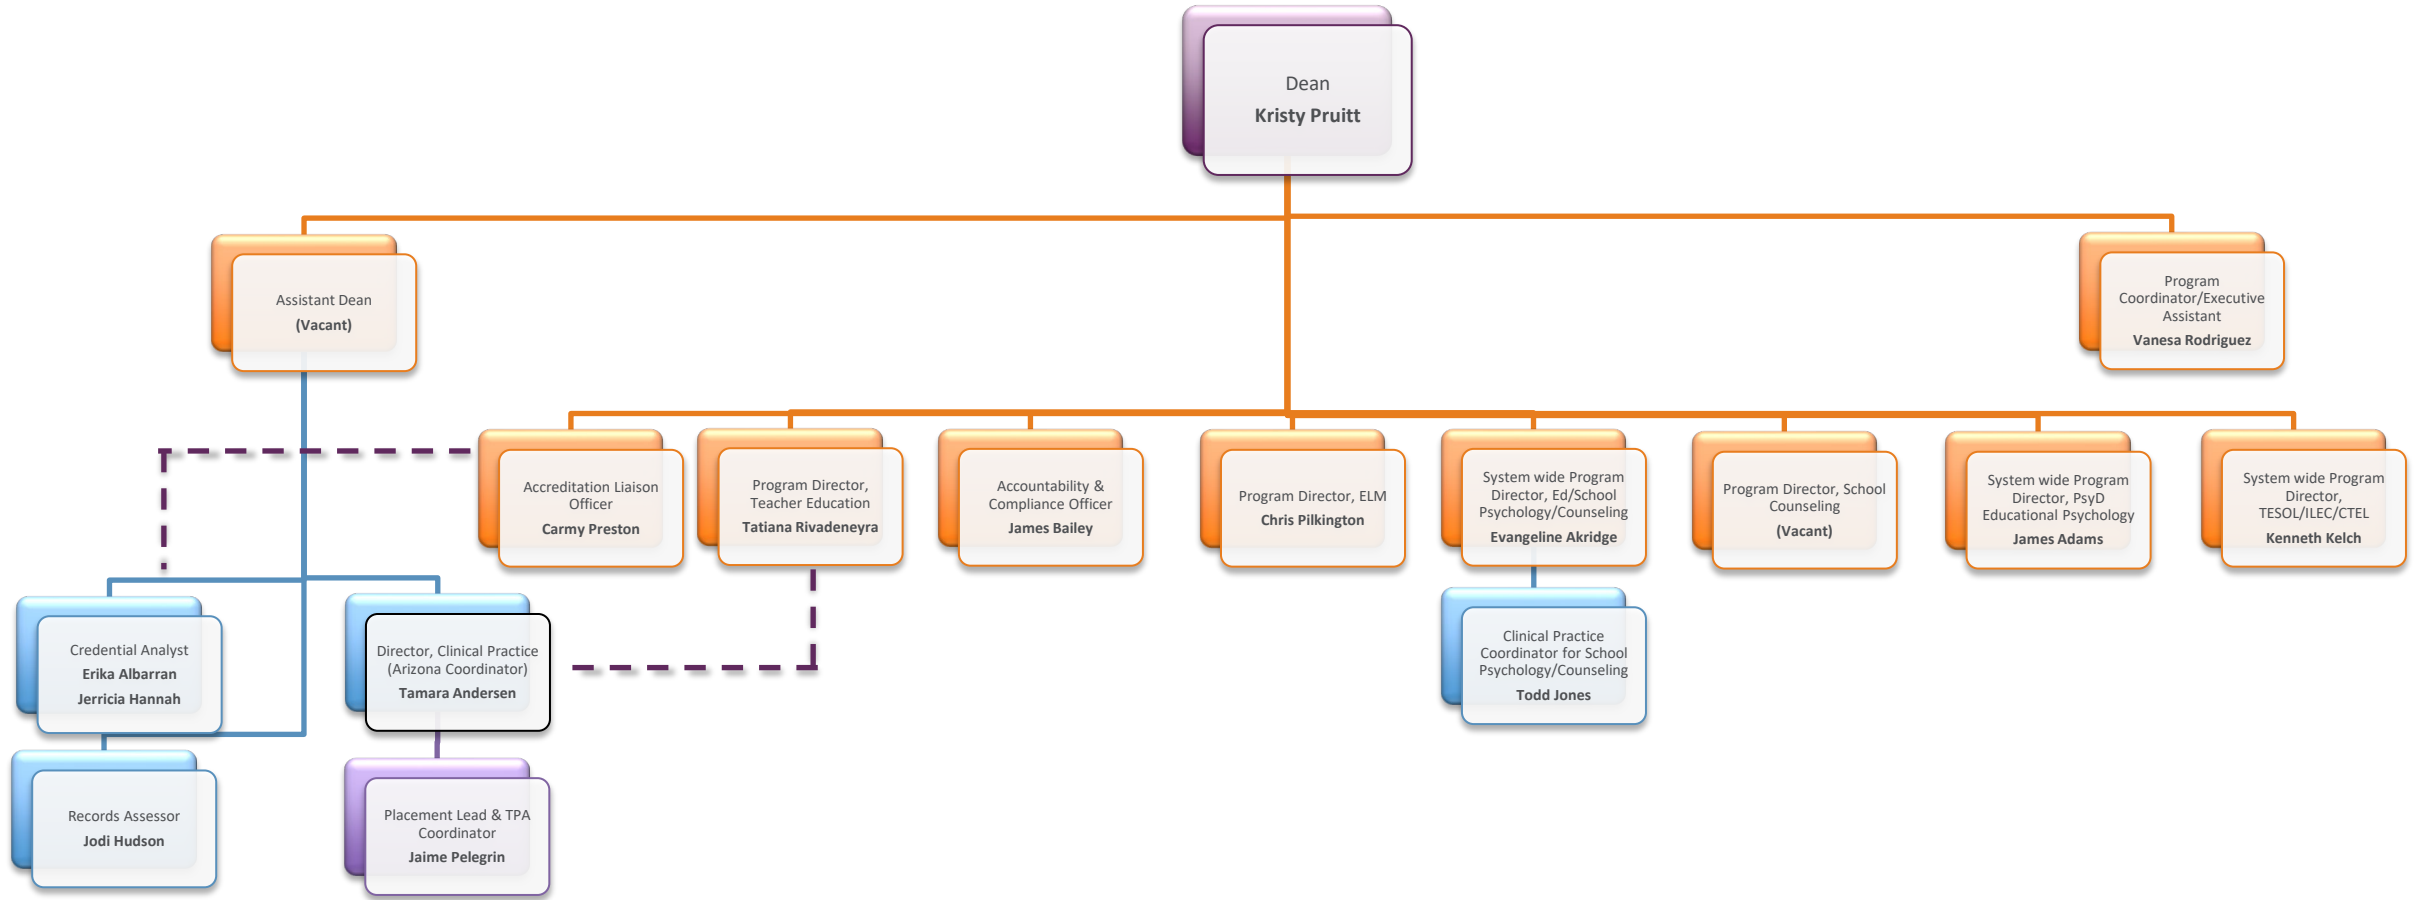 Dean
Kristy Pruitt
Assistant Dean
(Vacant)
Program
Coordinator/Executive
Assistant
Vanesa Rodriguez
Accreditation Liaison
Officer
Carmy Preston
Program Director,
Teacher Education
Tatiana Rivadeneyra
Accountability &
Compliance Officer
James Bailey
Program Director, ELM
Chris Pilkington
System wide Program
Director, Ed/School
Psychology/Counseling
Evangeline Akridge
Program Director, School
Counseling
(Vacant)
System wide Program
Director, PsyD
Educational Psychology
James Adams
System wide Program
Director,
TESOL/ILEC/CTEL
Kenneth Kelch
Credential Analyst
Erika Albarran
Jerricia Hannah
Director, Clinical Practice
(Arizona Coordinator)
Tamara Andersen
Clinical Practice
Coordinator for School
Psychology/Counseling
Todd Jones
Records Assessor
Jodi Hudson
Placement Lead & TPA
Coordinator
Jaime Pelegrin